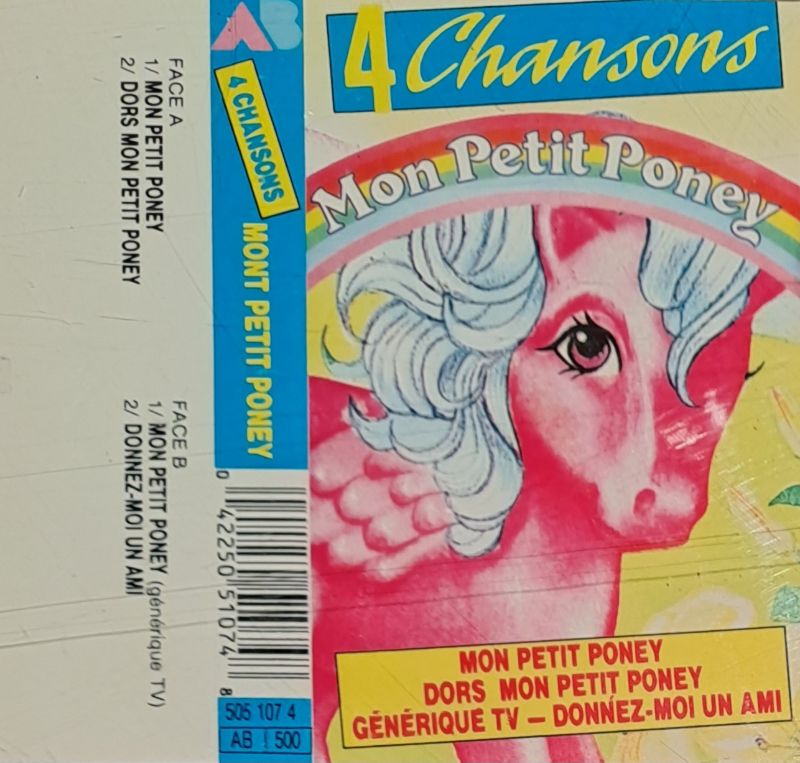 FACE A
1/ MON PETIT PONEY
2/ DORS MON PETIT PONEY
FACE B
1/ MON PETIT PONEY (générique TV)
2/ DONNEZ-MOI UN AMI
AB
4 CHANSONS
MONT PETIT PONEY
0 42250 51074 8
505 107 4
AB 500
4 Chansons
Mon Petit Poney
MON PETIT PONEY
DORS MON PETIT PONEY
GÉNÉRIQUE TV – DONNEZ-MOI UN AMI